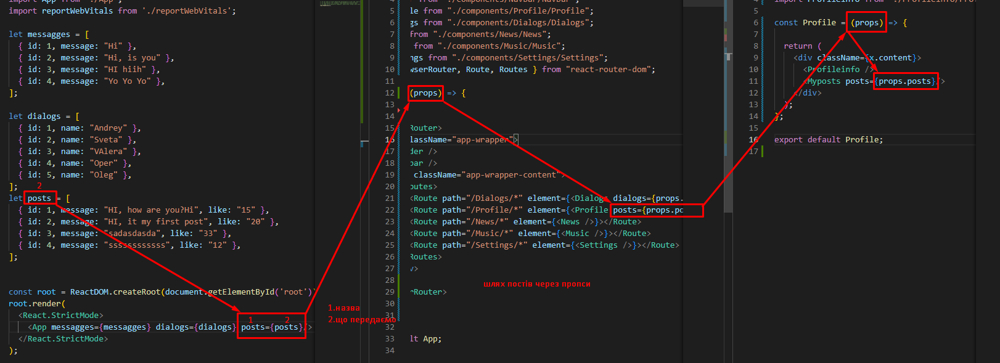 import App from './App';
import reportWebVitals from './reportWebVitals';
let messagges = [
{ id: 1, message: "Hi" },
{ id: 2, message: "Hi, is you" },
{ id: 3, message: "HI hiih" },
{ id: 4, message: "Yo Yo Yo" },
];
let dialogs = [
{ id: 1, name: "Andrey" },
{ id: 2, name: "Sveta" },
{ id: 3, name: "VAlera" },
{ id: 4, name: "Oper" },
{ id: 5, name: "Oleg" },
];
2
let posts = [
{ id: 1, message: "HI, how are you?Hi", like: "15" },
{ id: 2, message: "HI, it my first post", like: "20" },
{ id: 3, message: "sadasdasda", like: "33" },
{ id: 4, message: "ssssssssssss", like: "12" },
];
const root = ReactDOM.createRoot(document.getElementById('root'))
root.render(
<React.StrictMode>
1 2
<App messagges={messagges} dialogs={dialogs} posts={posts}/>
</React.StrictMode>
);
1.назва
2.що передаємо
5 le from "./components/Profile/Profile";
6 gs from "./components/Dialogs/Dialogs";
7 from "./components/News/News";
8 from "./components/Music/Music";
9 ngs from "./components/Settings/Settings";
10 wserRouter, Route, Routes } from "react-router-dom";
11
12 (props) => {
13
14
15 Router>
16 lassName="app-wrapper">
17 der />
18 bar />
19 className="app-wrapper-content">
20 outes>
21 <Route path="/Dialogs/*" element={<Dialogs dialogs={props.
22 <Route path="/Profile/*" element={<Profile posts={props.po
23 <Route path="/News/*" element={<News />}></Route>
24 <Route path="/Music/*" element={<Music />}></Route>
25 <Route path="/Settings/*" element={<Settings />}></Route>
26 Routes>
27 v>
28
шлях постів через пропси
29 rRouter>
30
31
32
33 lt App;
34
5
6 const Profile = (props) => {
7
8 return (
9 <div className={x.content}>
10 <Profileinfo />
11 <Myposts posts={props.posts}/>
12 </div>
13 );
14 };
15
16 export default Profile;
17